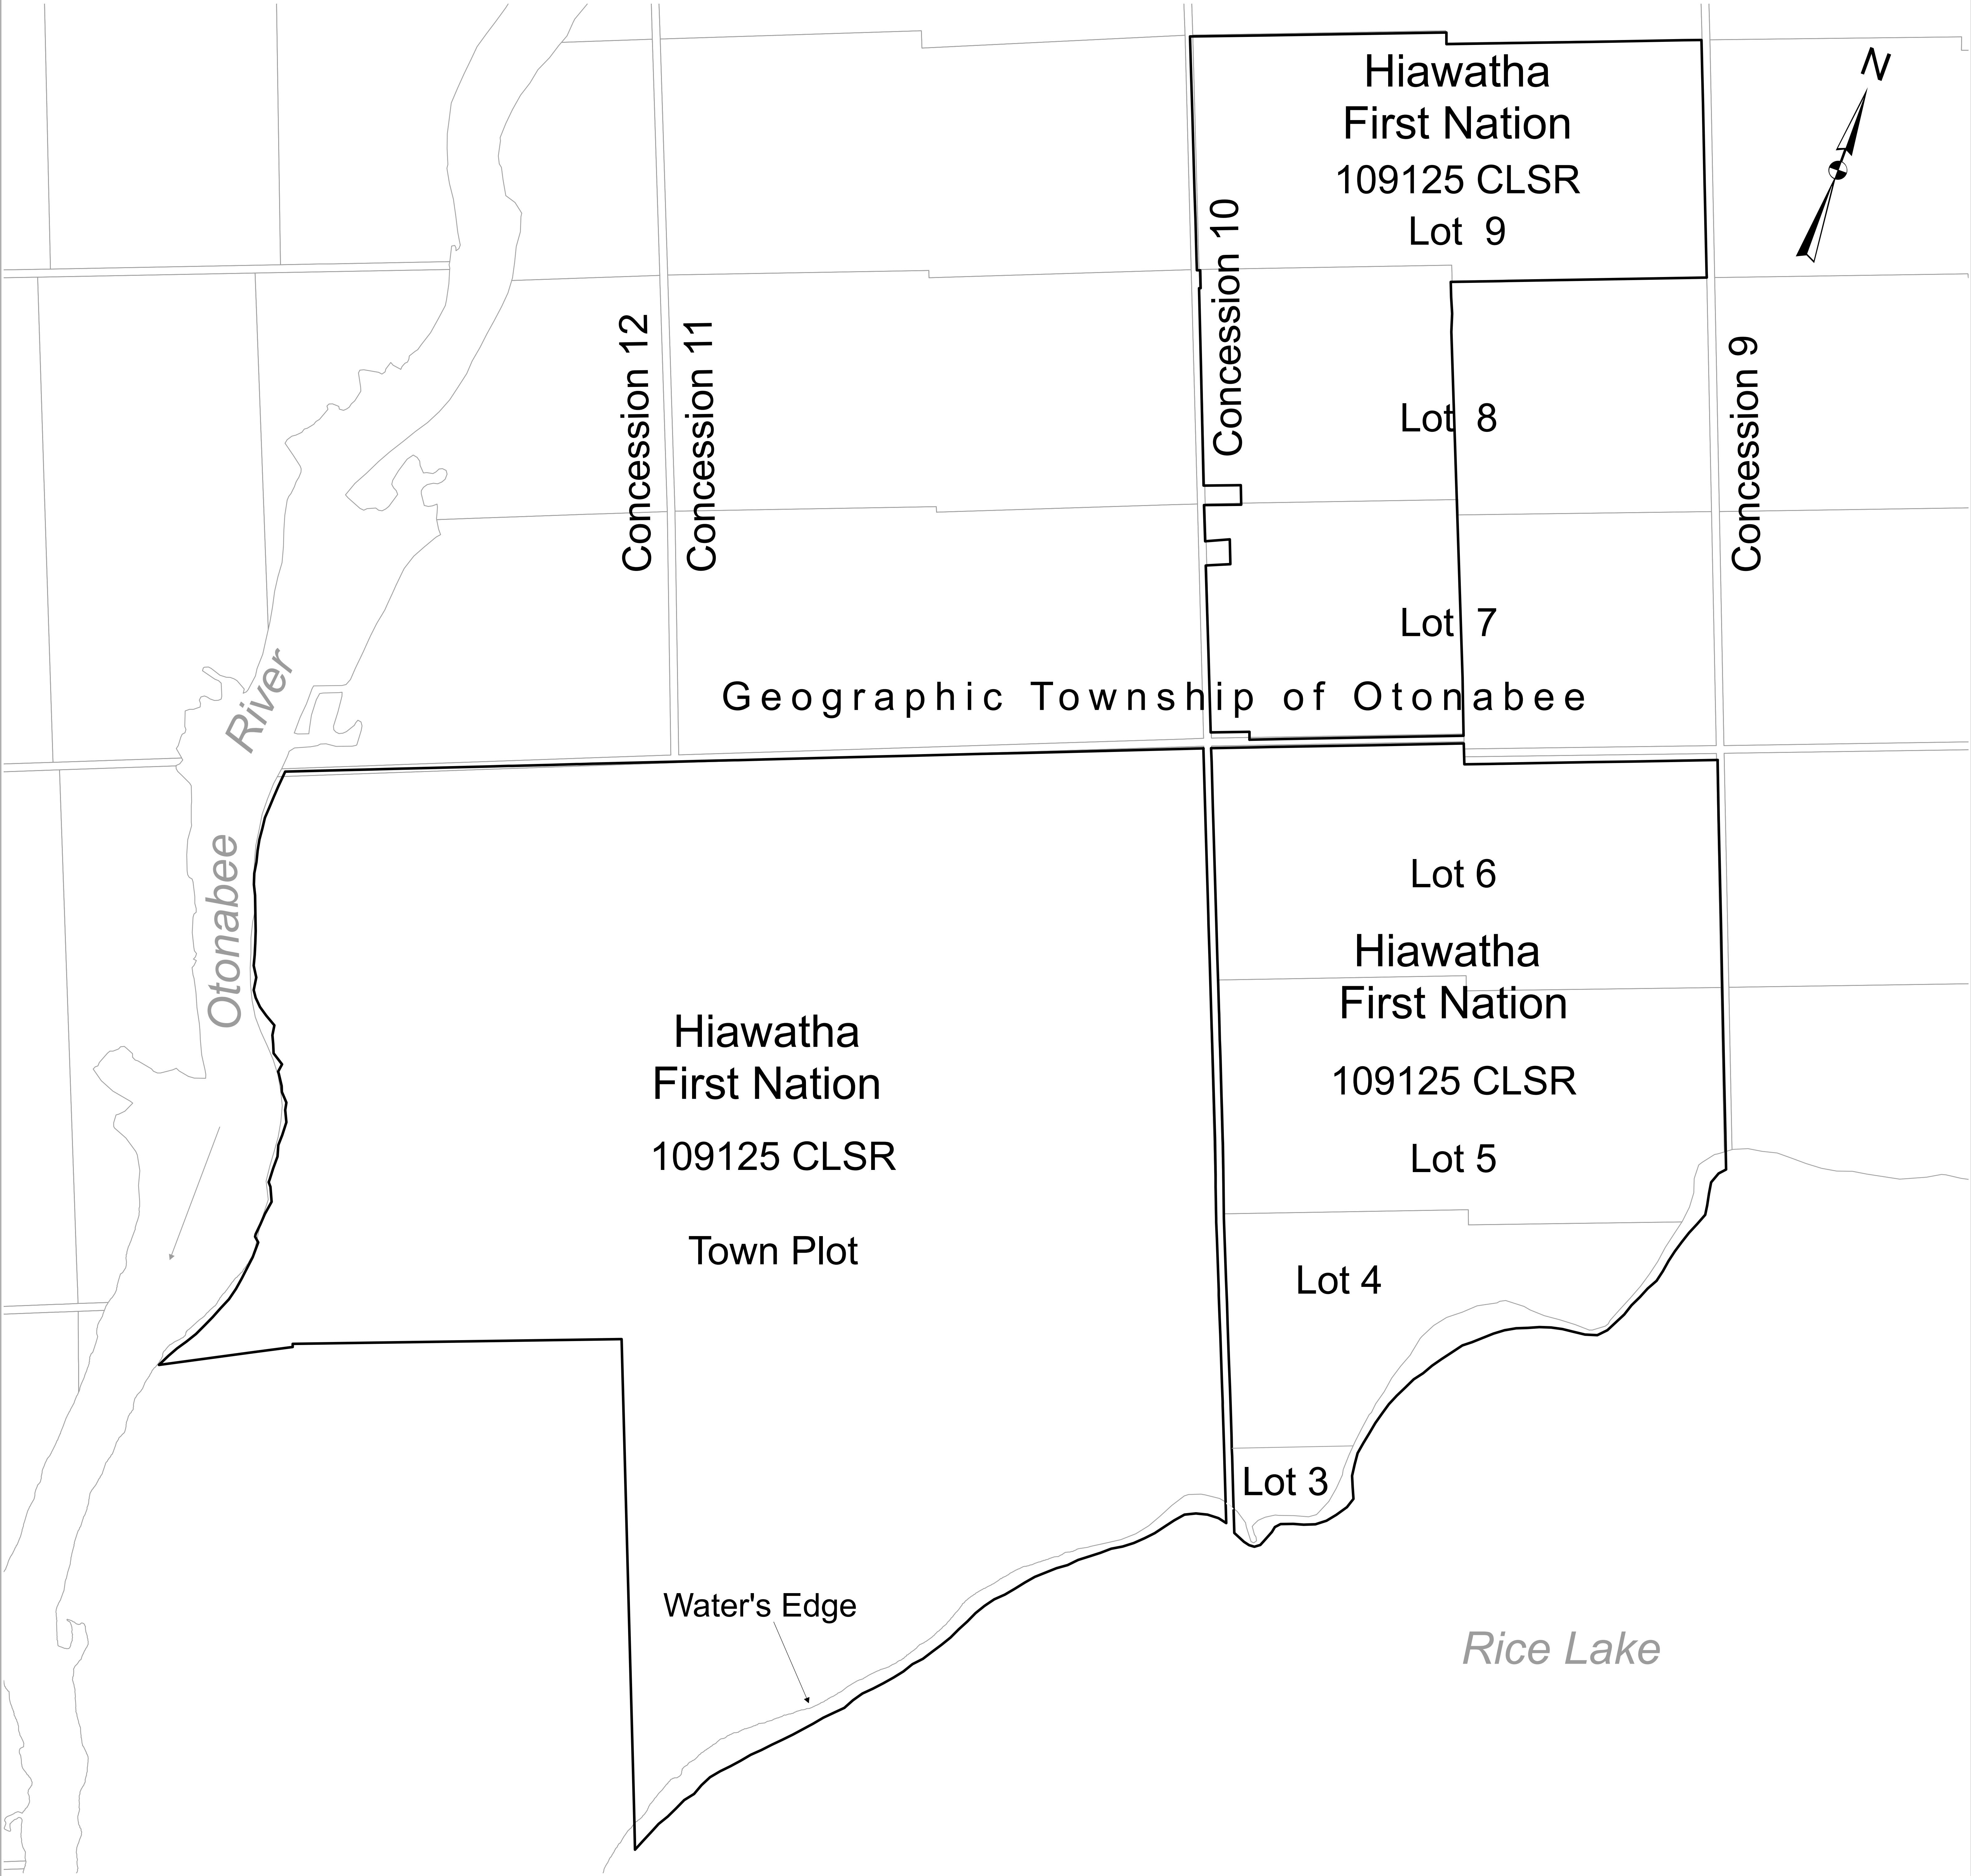 N
Hiawatha
First Nation
109125 CLSR
Lot 9
Concession 12
Concession 11
Concession 10
Concession 9
Lot 8
Lot 7
Geographic Township of Otonabee
Otonabee River
Lot 6
Hiawatha
First Nation
109125 CLSR
Lot 5
Lot 4
Lot 3
Hiawatha
First Nation
109125 CLSR
Town Plot
Water's Edge
Rice Lake